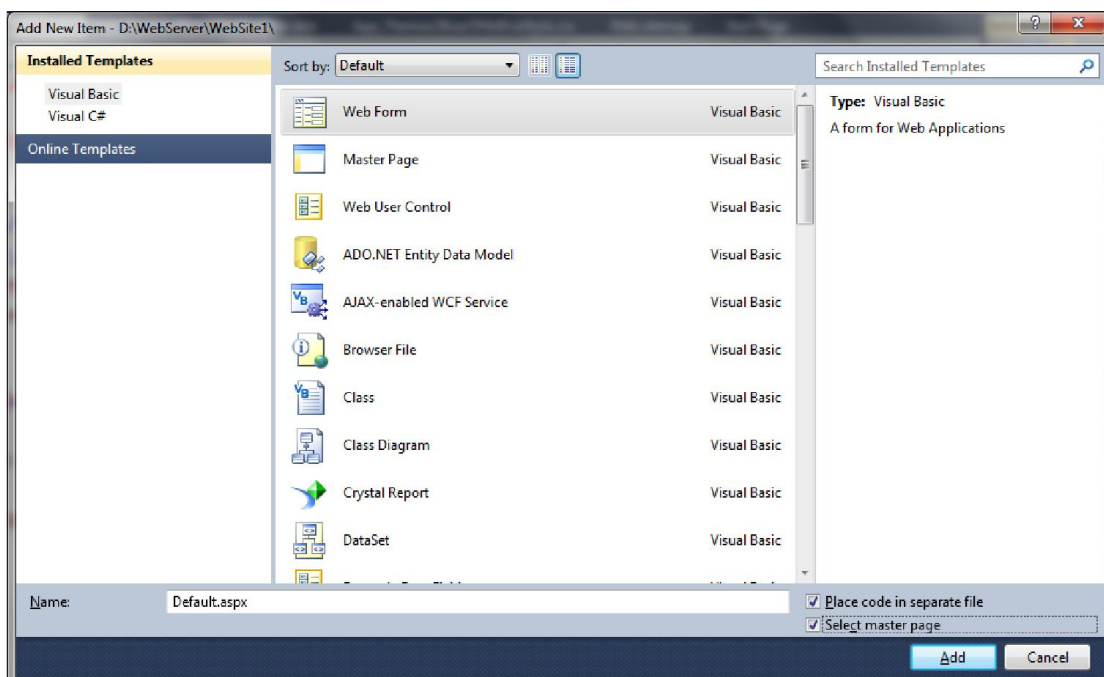 Add New Item - D:\WebServer\WebSite1\
Installed Templates
Visual Basic
Visual C#
Online Templates
Sort by: Default
Search Installed Templates
Web Form Visual Basic
Master Page Visual Basic
Web User Control Visual Basic
ADO.NET Entity Data Model Visual Basic
AJAX-enabled WCF Service Visual Basic
Browser File Visual Basic
Class Visual Basic
Class Diagram Visual Basic
Crystal Report Visual Basic
DataSet Visual Basic
Type: Visual Basic
A form for Web Applications
Name: Default.aspx
Place code in separate file
Select master page
Add Cancel